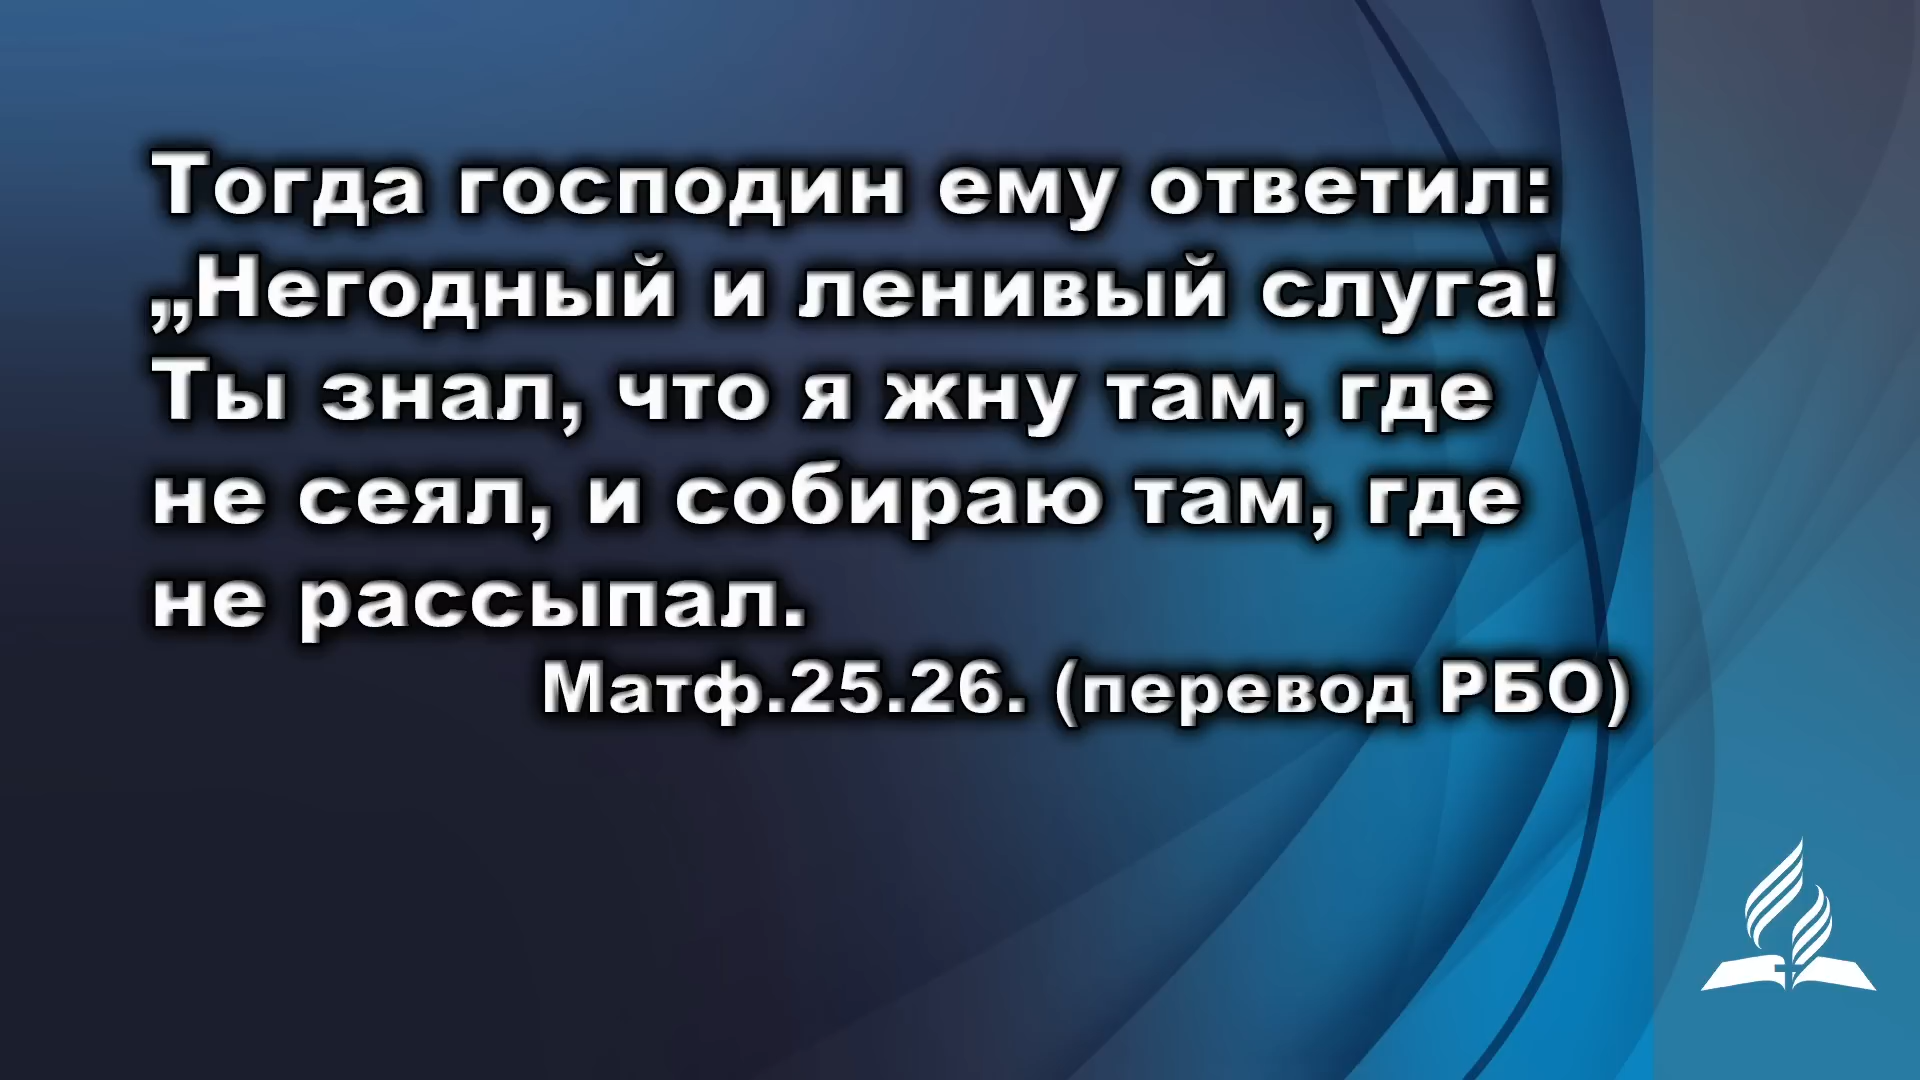 Тогда господин ему ответил:
„Негодный и ленивый слуга!
Ты знал, что я жну там, где
не сеял, и собираю там, где
не рассыпал.
Матф.25.26. (перевод РБО)